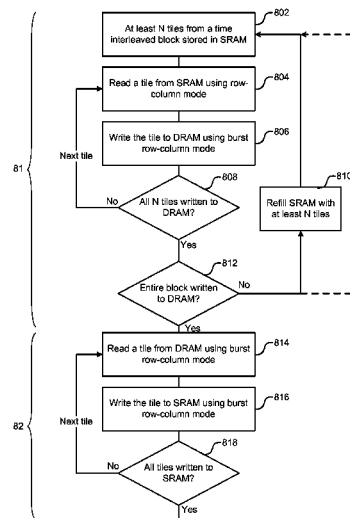 802
At least N tiles from a time
interleaved block stored in SRAM
804
Read a tile from SRAM using row-
column mode
806
Write the tile to DRAM using burst
row-column mode
Next tile
808
No
All N tiles written to
DRAM?
81
810
Refill SRAM with
at least N tiles
Yes
812
Entire block written
to DRAM?
No
Yes
814
Read a tile from DRAM using burst
row-column mode
816
Write the tile to SRAM using burst
row-column mode
Next tile
82
818
No
All tiles written to
SRAM?
Yes